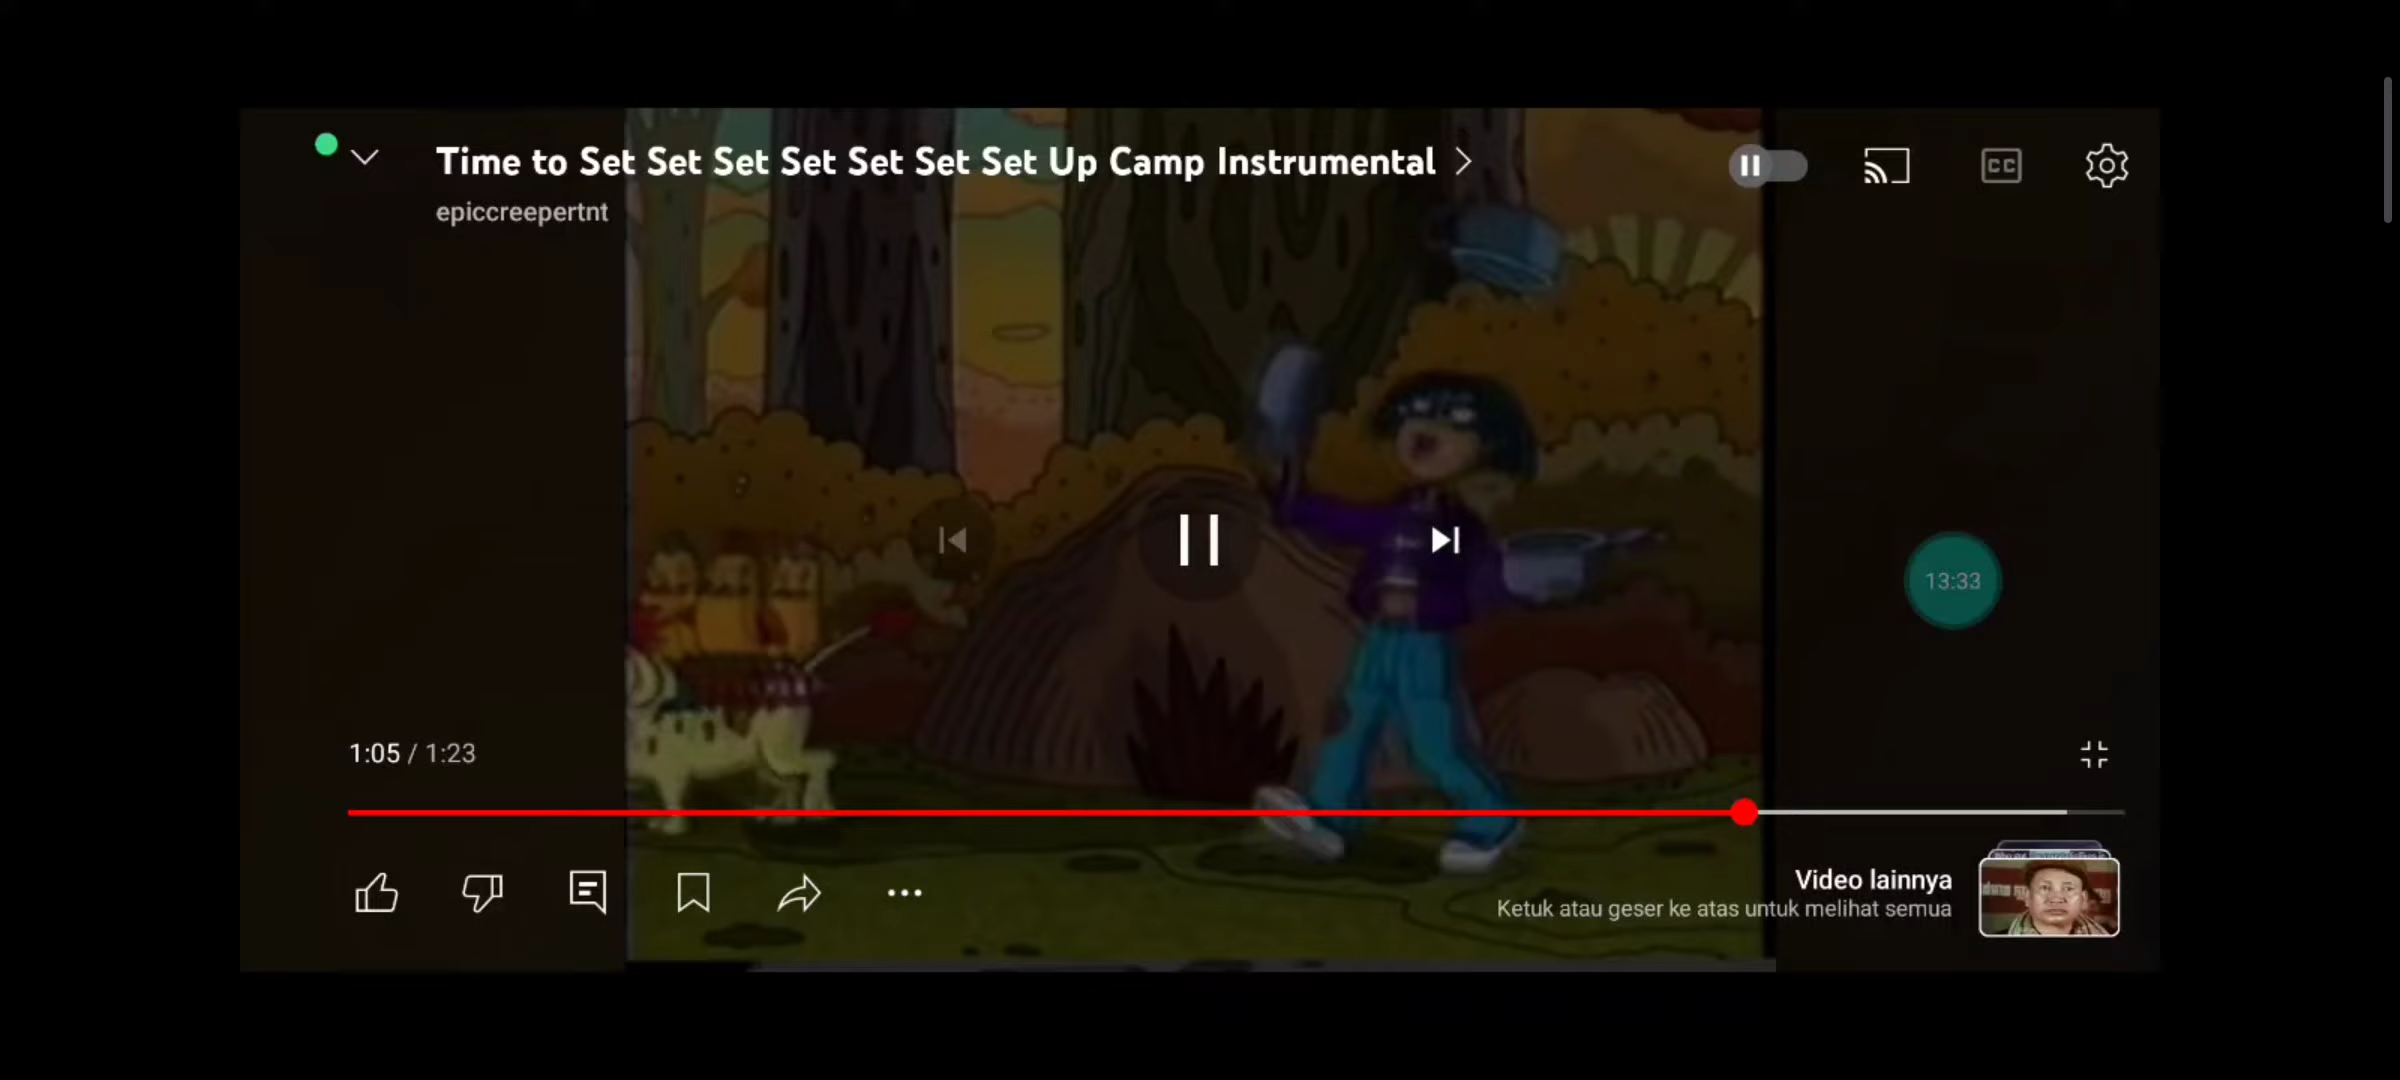 Time to Set Set Set Set Set Set Set Up Camp Instrumental
epiccreepertnt
CC
13:33
1:05 / 1:23
Video lainnya
Ketuk atau geser ke atas untuk melihat semua